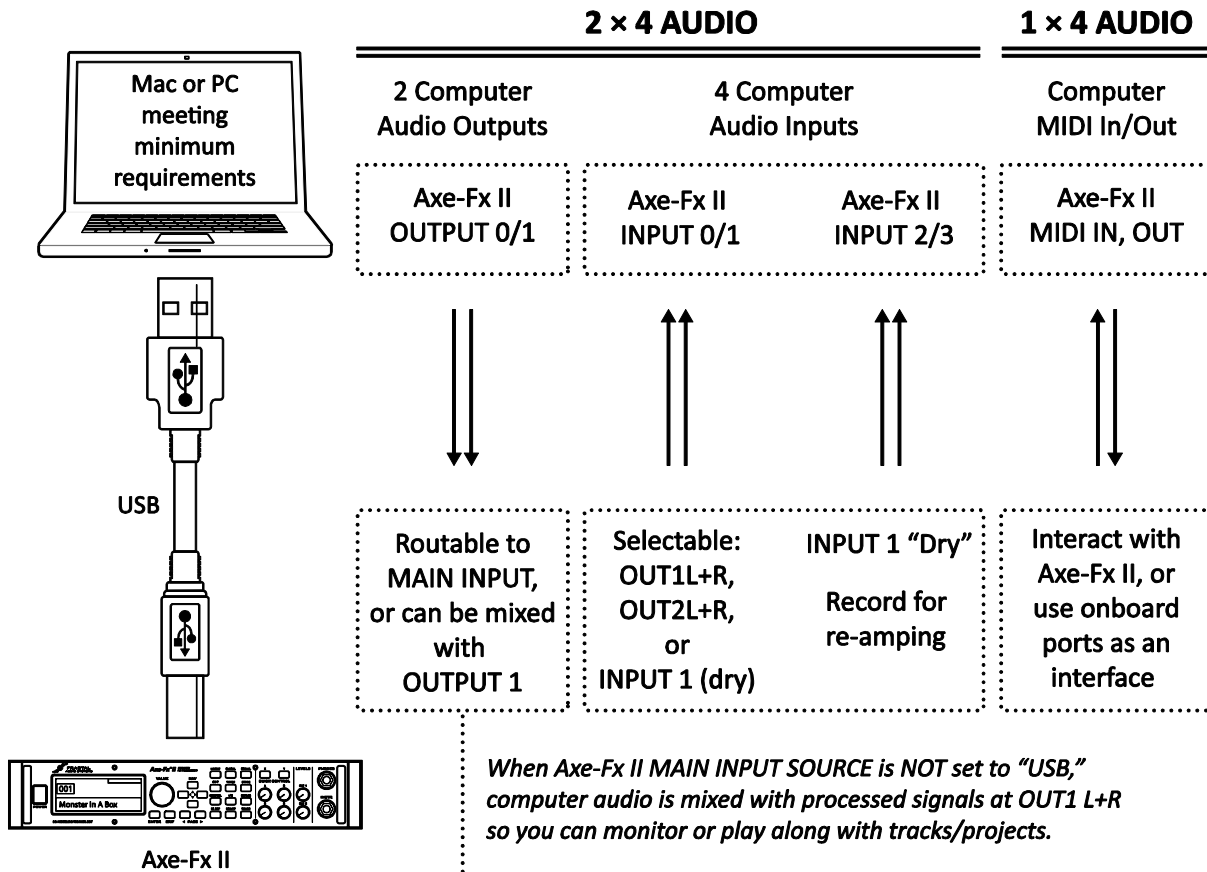 2 × 4 AUDIO
1 × 4 AUDIO
Mac or PC
meeting
minimum
requirements
2 Computer
Audio Outputs
4 Computer
Audio Inputs
Computer
MIDI In/Out
Axe-Fx II
OUTPUT 0/1
Axe-Fx II
INPUT 0/1
Axe-Fx II
INPUT 2/3
Axe-Fx II
MIDI IN, OUT
USB
Routable to
MAIN INPUT,
or can be mixed
with
OUTPUT 1
Selectable:
OUT1L+R,
OUT2L+R,
or
INPUT 1 (dry)
INPUT 1 “Dry”
Record for
re-amping
Interact with
Axe-Fx II, or
use onboard
ports as an
interface
001
Monster In A Box
Axe-Fx II
When Axe-Fx II MAIN INPUT SOURCE is NOT set to “USB,”
computer audio is mixed with processed signals at OUT1 L+R
so you can monitor or play along with tracks/projects.